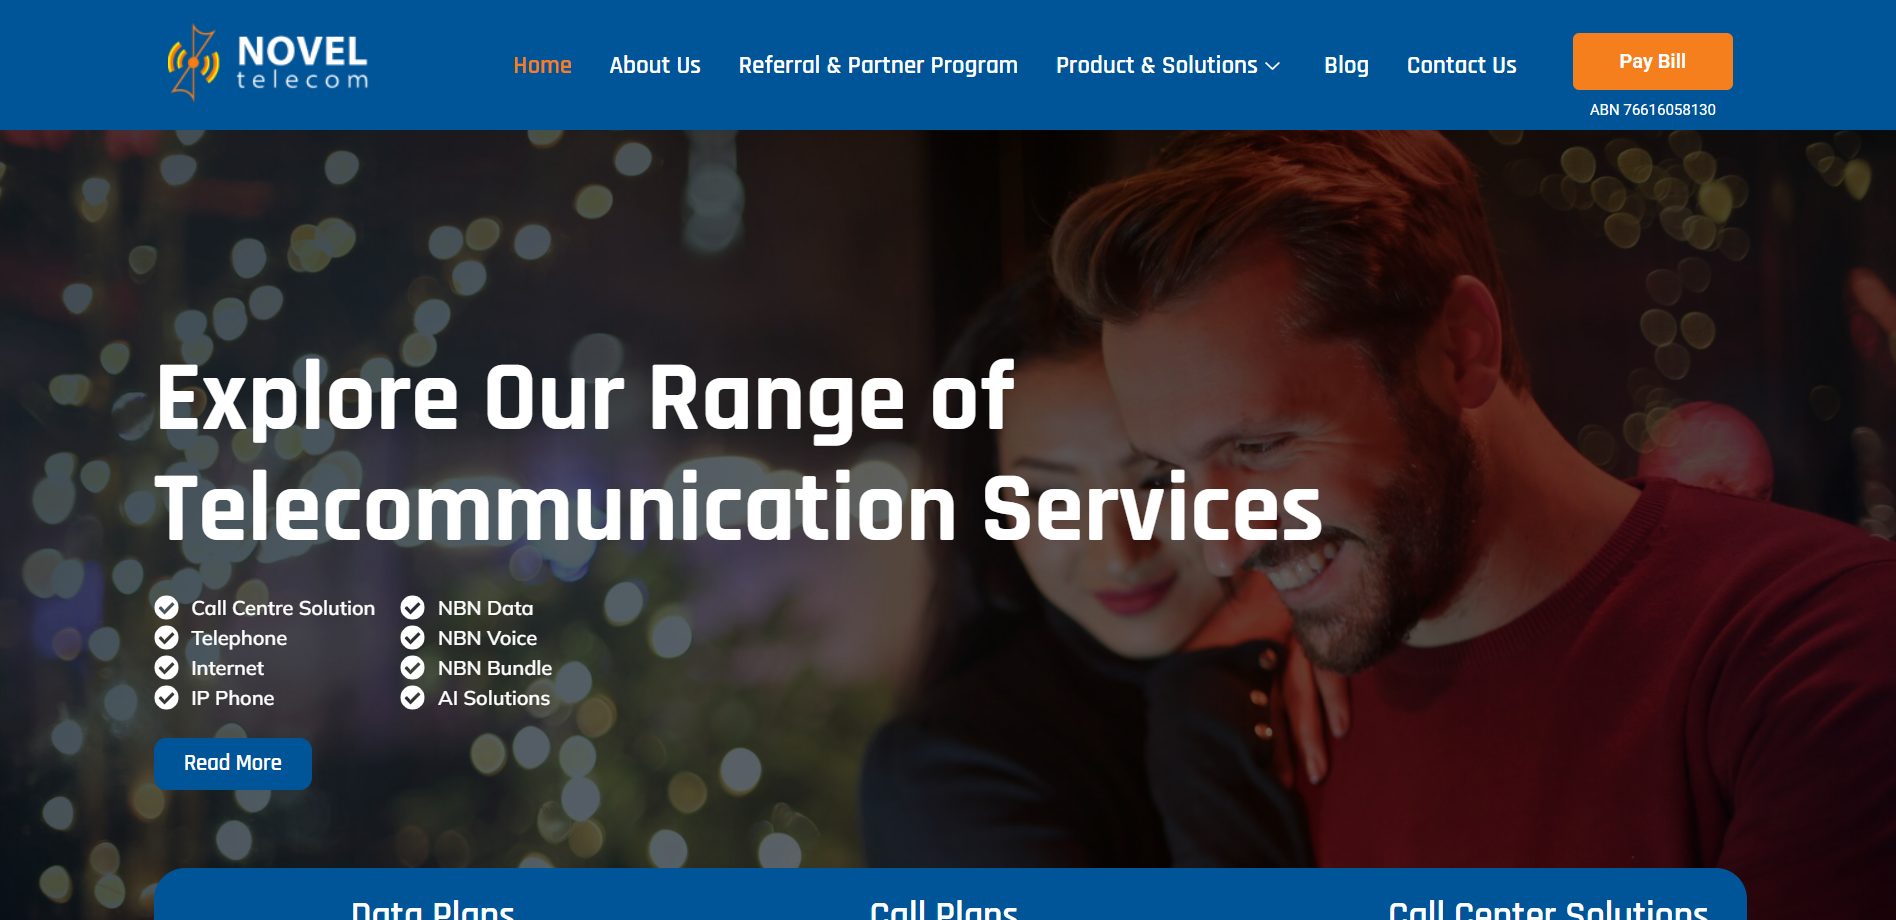 NOVEL
telecom
Home
About Us
Referral & Partner Program
Product & Solutions
Blog
Contact Us
Pay Bill
ABN 76616058130
Explore Our Range of
Telecommunication Services
Call Centre Solution
Telephone
Internet
IP Phone
NBN Data
NBN Voice
NBN Bundle
AI Solutions
Read More
Data Plans
Call Plans
Call Center Solutions